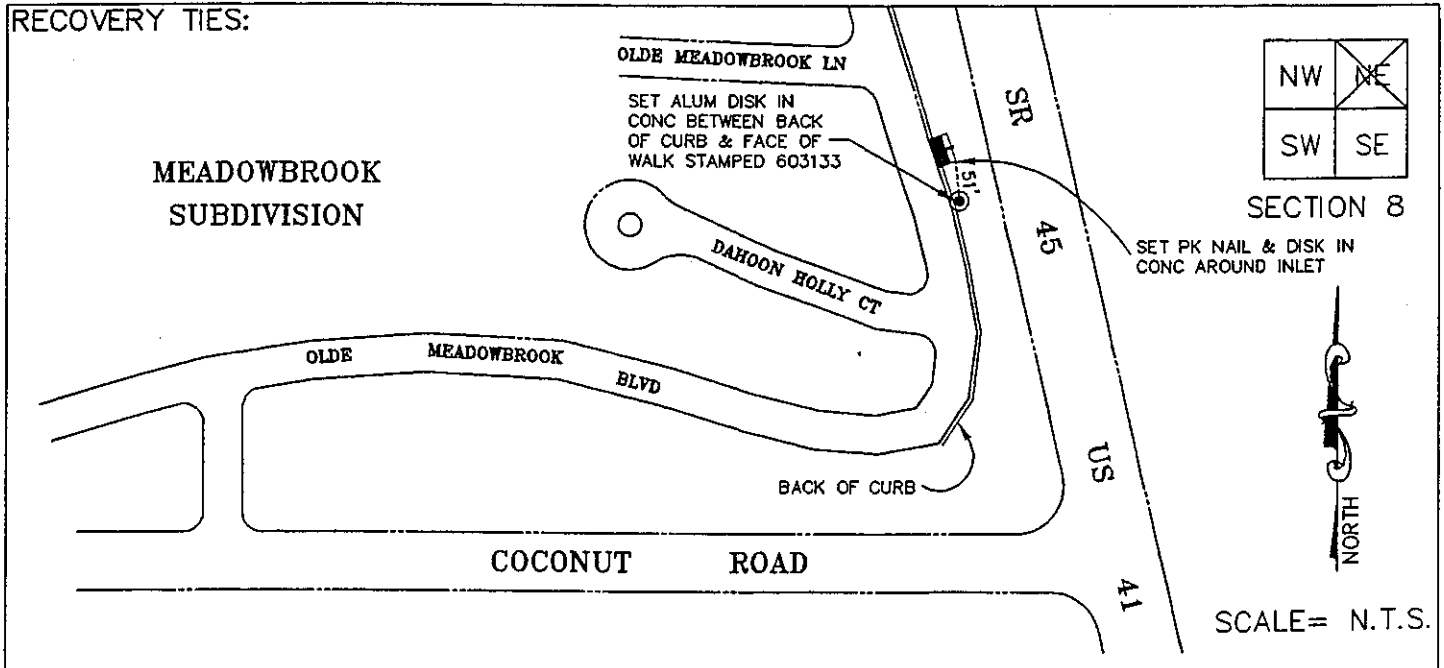 RECOVERY TIES:
OLDE MEADOWBROOK LN
SET ALUM DISK IN
CONC BETWEEN BACK
OF CURB & FACE OF
WALK STAMPED 603133
SR
45
US
41
NW NE
SW SE
SECTION 8
MEADOWBROOK
SUBDIVISION
51'
SET PK NAIL & DISK IN
CONC AROUND INLET
DAHOON HOLLY CT
OLDE MEADOWBROOK BLVD
BACK OF CURB
NORTH
COCONUT ROAD
SCALE= N.T.S.